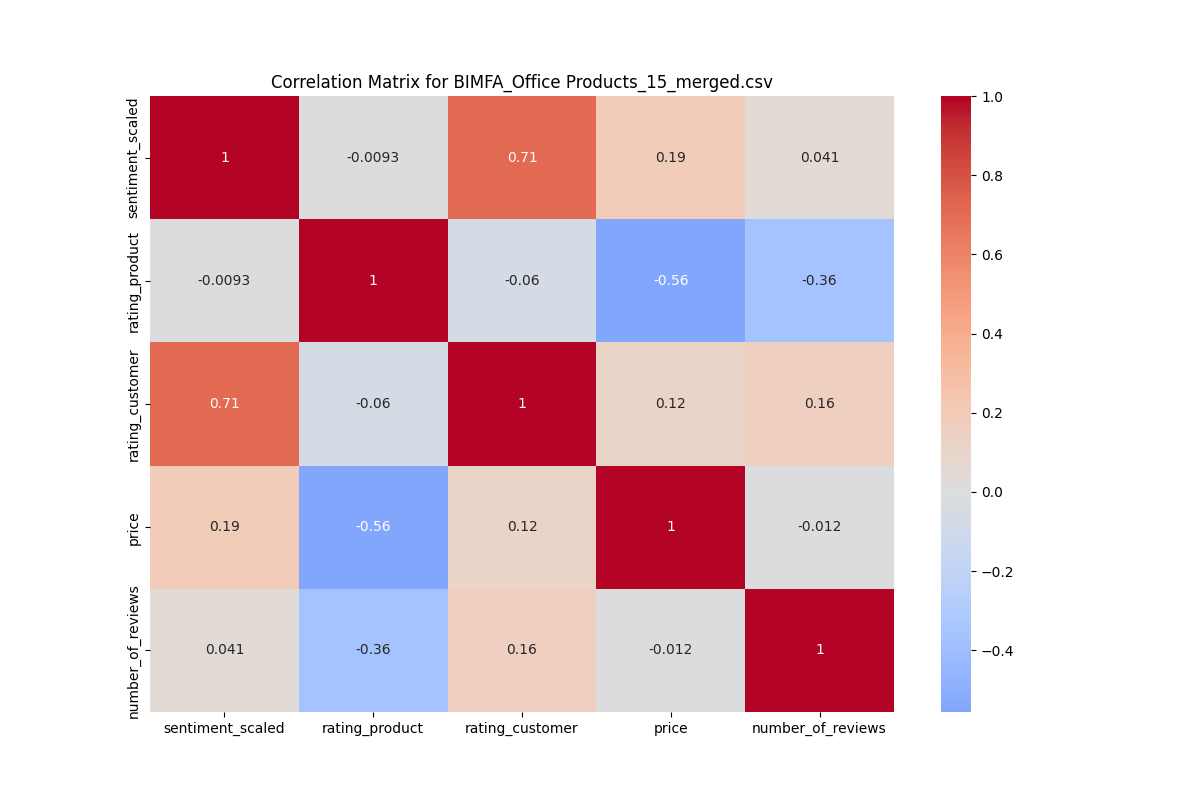 Correlation Matrix for BIMFA_Office Products_15_merged.csv
sentiment_scaled
1 -0.0093 0.71 0.19 0.041
rating_product
-0.0093 1 -0.06 -0.56 -0.36
rating_customer
0.71 -0.06 1 0.12 0.16
price
0.19 -0.56 0.12 1 -0.012
number_of_reviews
0.041 -0.36 0.16 -0.012 1
sentiment_scaled rating_product rating_customer price number_of_reviews
1.0
0.8
0.6
0.4
0.2
0.0
−0.2
−0.4